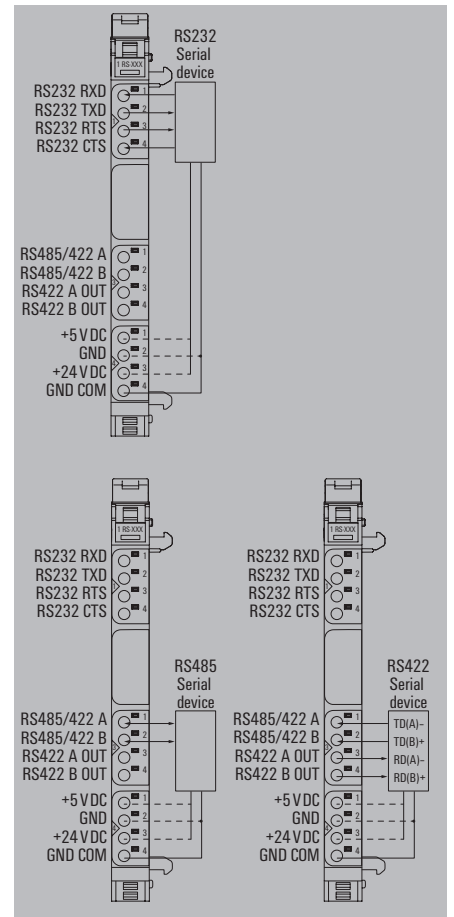 RS232
Serial
device
1 RS-XXX
RS232 RXD 1
RS232 TXD 2
RS232 RTS 3
RS232 CTS 4
RS485/422 A 1
RS485/422 B 2
RS422 A OUT 3
RS422 B OUT 4
+5 V DC 1
GND 2
+24 V DC 3
GND COM 4
1 RS-XXX
RS232 RXD 1
RS232 TXD 2
RS232 RTS 3
RS232 CTS 4
RS485
Serial
device
RS485/422 A 1
RS485/422 B 2
RS422 A OUT 3
RS422 B OUT 4
+5 V DC 1
GND 2
+24 V DC 3
GND COM 4
1 RS-XXX
RS232 RXD 1
RS232 TXD 2
RS232 RTS 3
RS232 CTS 4
RS422
Serial
device
RS485/422 A 1 TD(A)–
RS485/422 B 2 TD(B)+
RS422 A OUT 3 RD(A)–
RS422 B OUT 4 RD(B)+
+5 V DC 1
GND 2
+24 V DC 3
GND COM 4